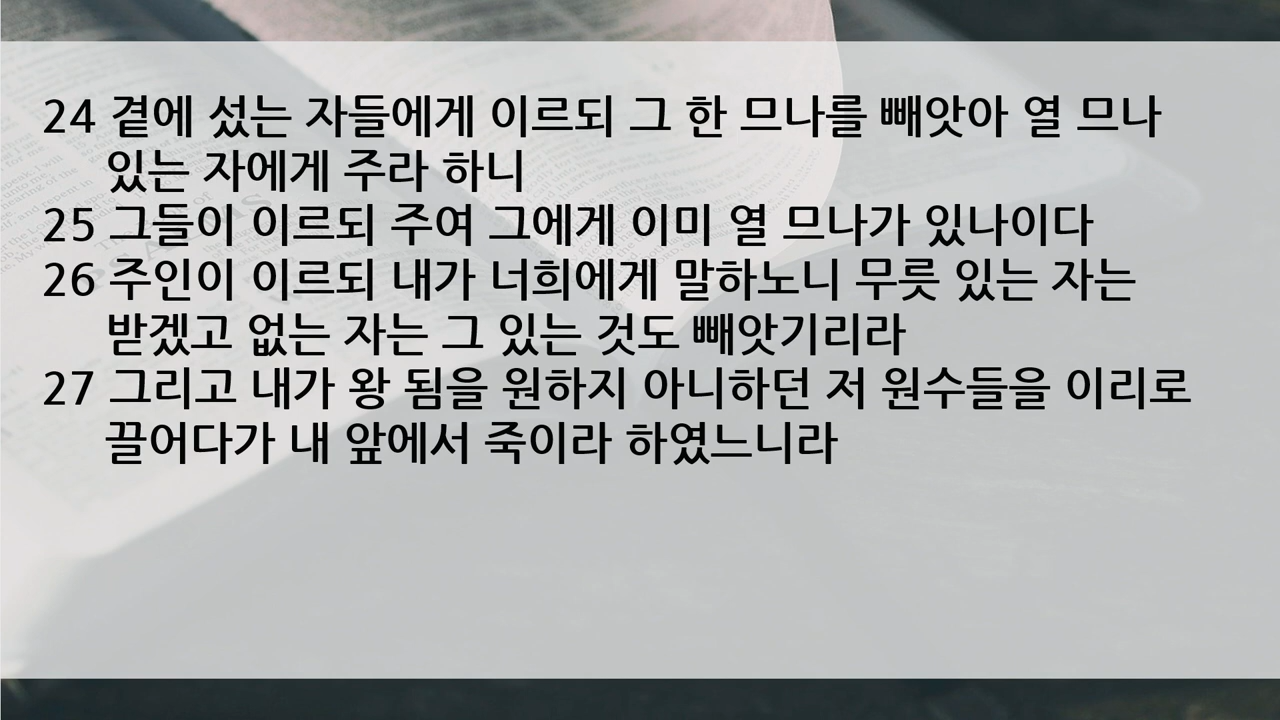 24 곁에 섰는 자들에게 이르되 그 한 므나를 빼앗아 열 므나
있는 자에게 주라 하니
25 그들이 이르되 주여 그에게 이미 열 므나가 있나이다
26 주인이 이르되 내가 너희에게 말하노니 무릇 있는 자는
받겠고 없는 자는 그 있는 것도 빼앗기리라
27 그리고 내가 왕 됨을 원하지 아니하던 저 원수들을 이리로
끌어다가 내 앞에서 죽이라 하였느니라